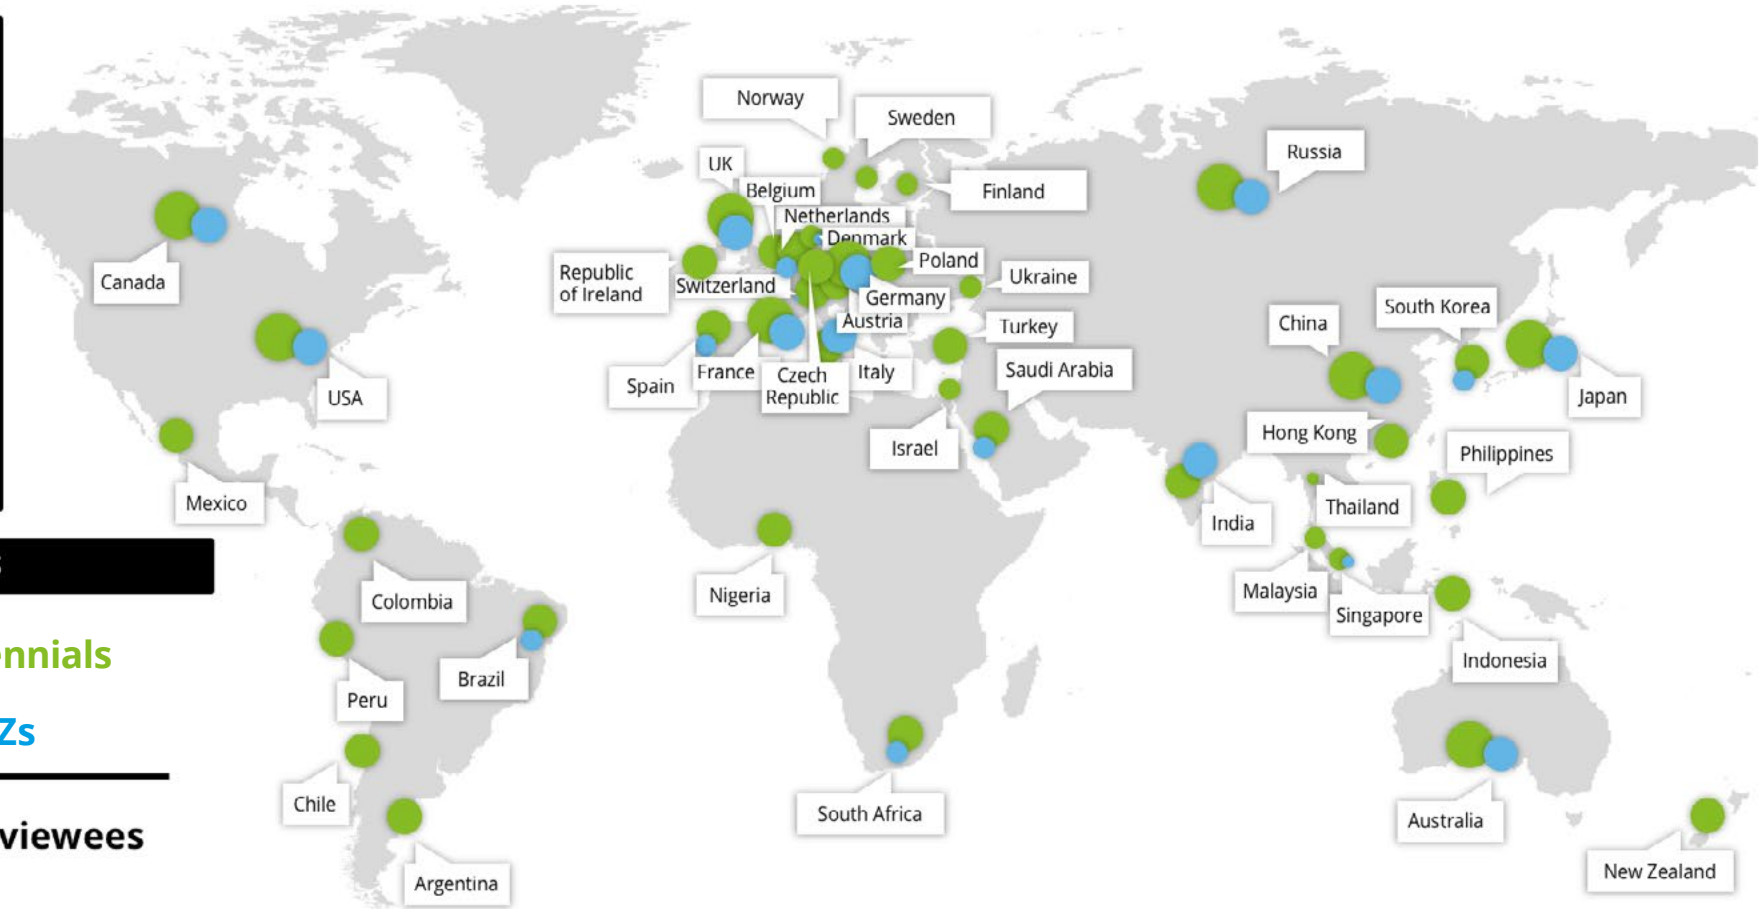 Norway
Sweden
Russia
UK
Belgium
Finland
Netherlands
Denmark
Canada
Republic
of Ireland
Poland
Switzerland
Ukraine
Germany
South Korea
China
Austria
Turkey
USA
Spain
France
Czech
Republic
Italy
Saudi Arabia
Japan
Israel
Hong Kong
Philippines
Mexico
India
Thailand
Nigeria
Colombia
Malaysia
Singapore
ennials
Peru
Brazil
Indonesia
Zs
Chile
South Africa
Australia
viewees
Argentina
New Zealand